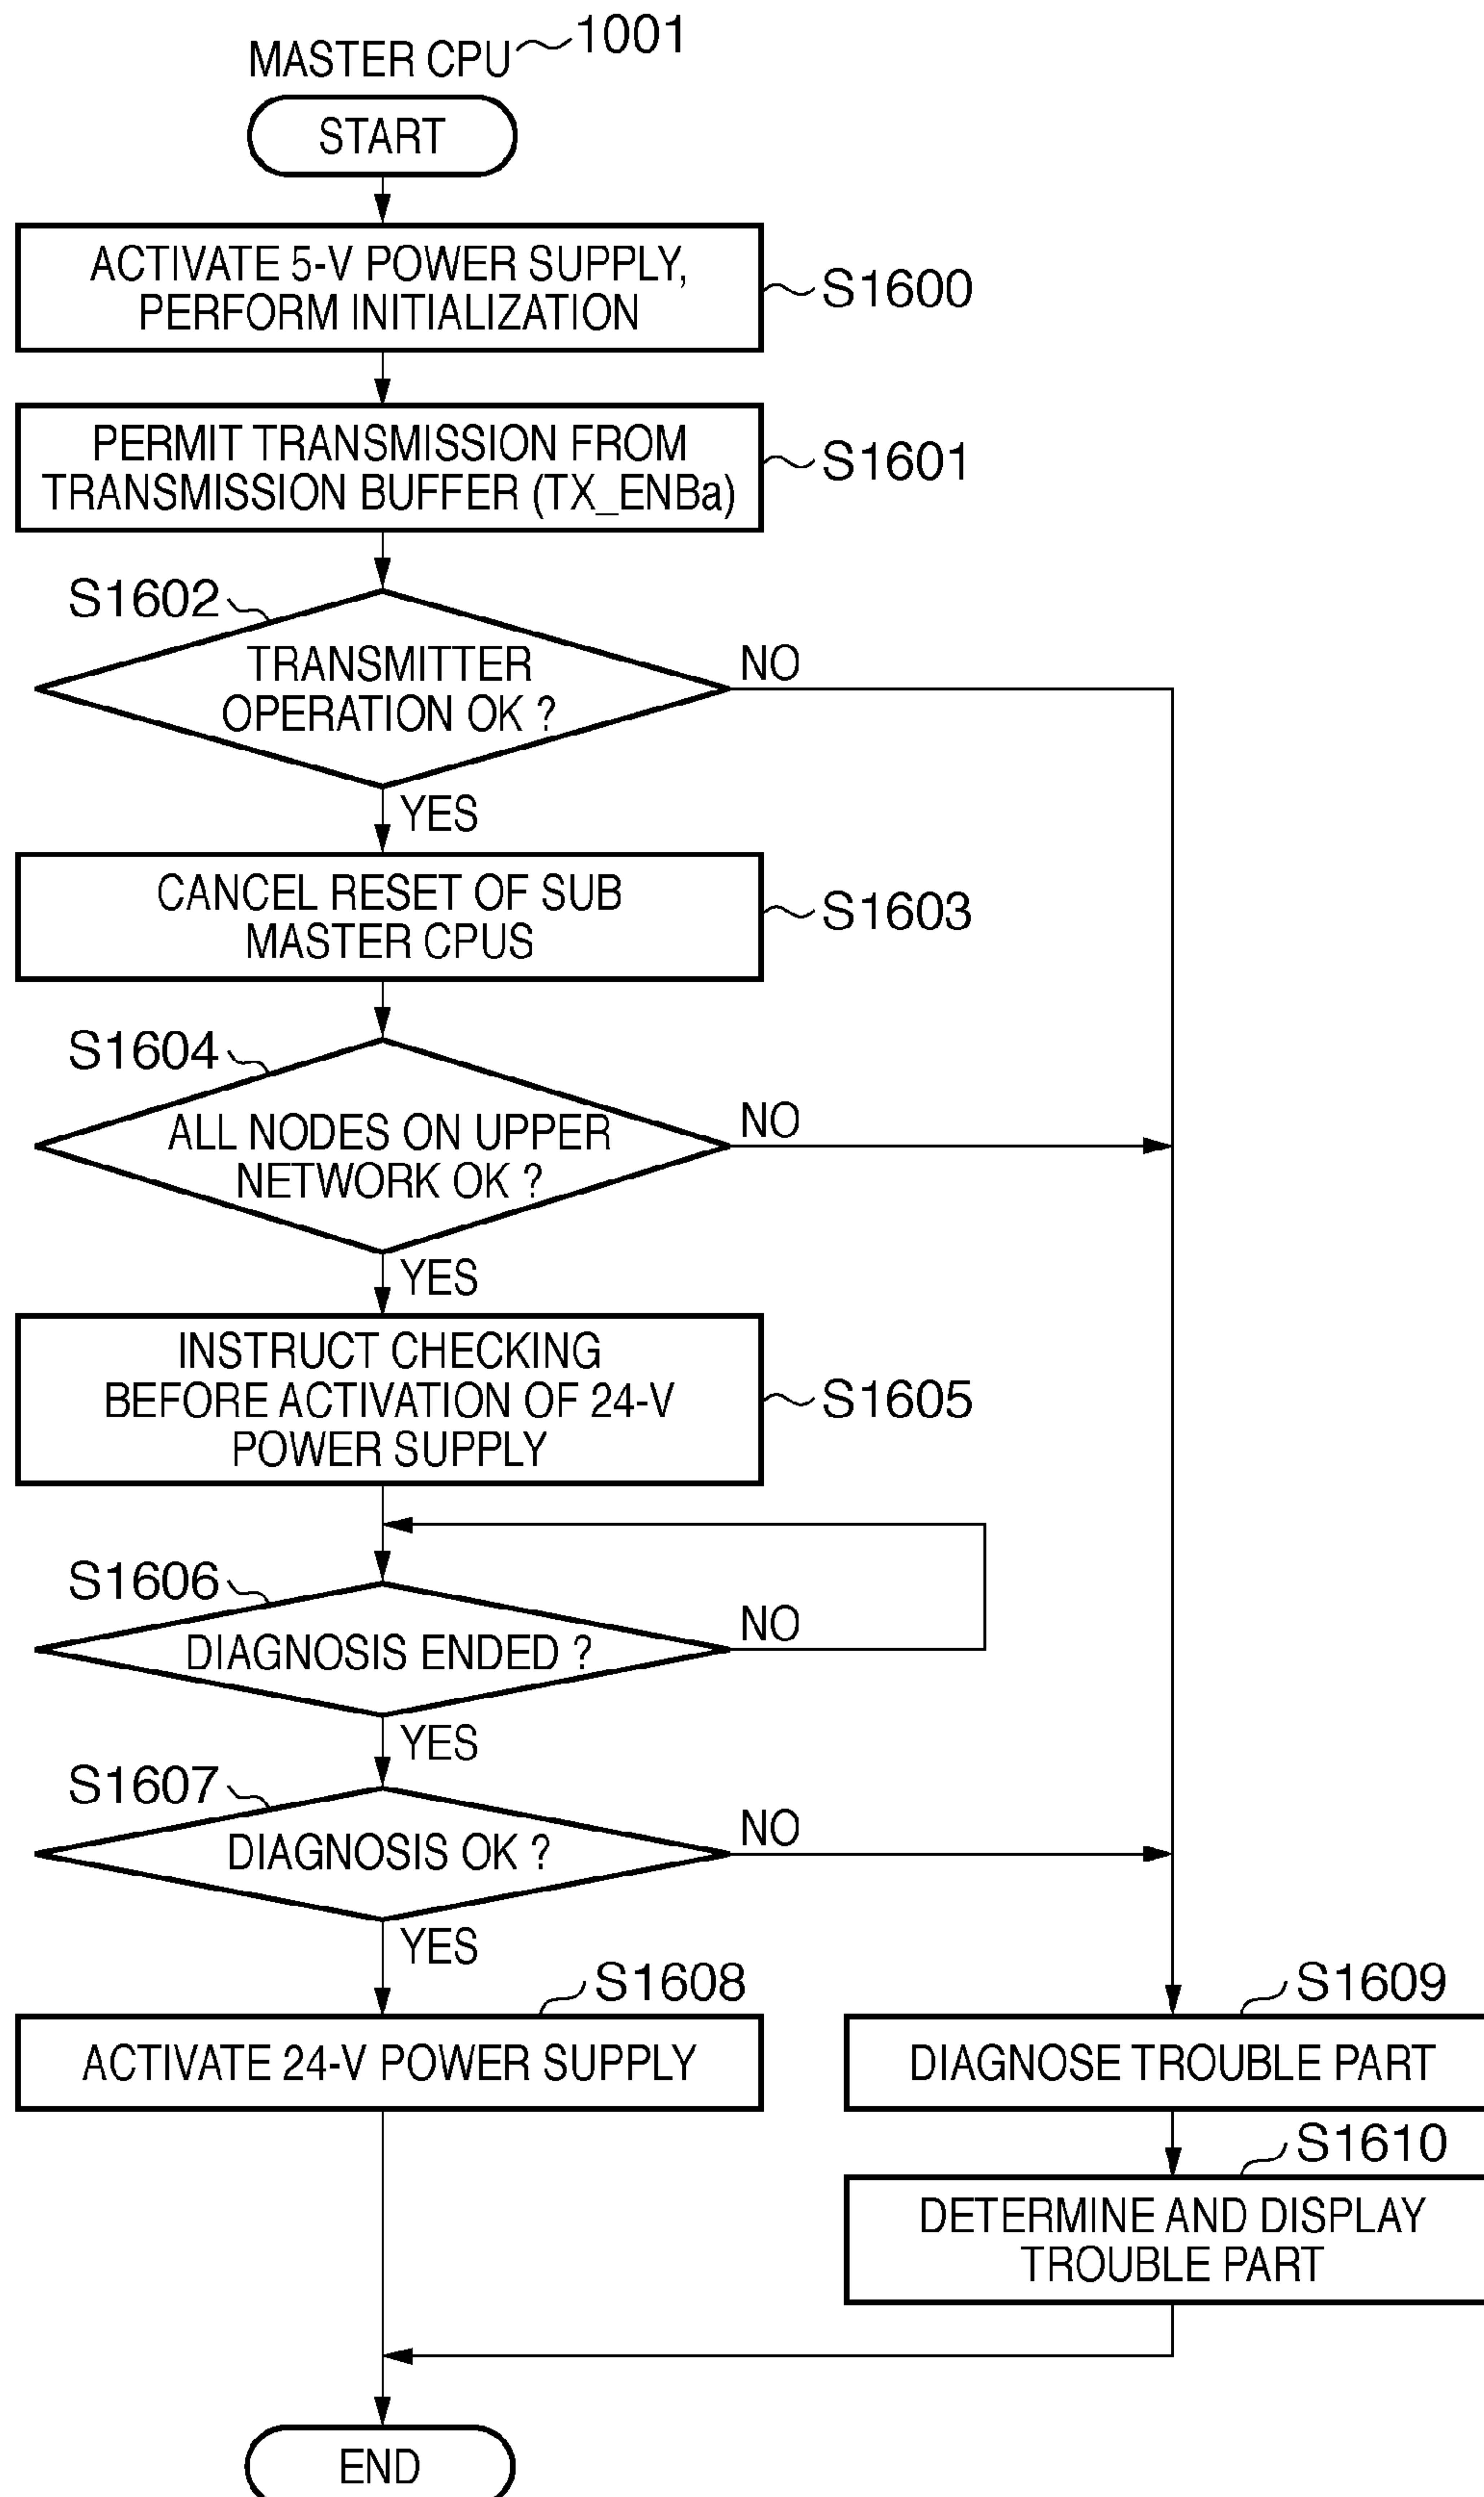 MASTER CPU 1001
START
ACTIVATE 5-V POWER SUPPLY,
PERFORM INITIALIZATION
S1600
PERMIT TRANSMISSION FROM
TRANSMISSION BUFFER (TX_ENBa)
S1601
S1602
TRANSMITTER
OPERATION OK ?
NO
YES
CANCEL RESET OF SUB
MASTER CPUS
S1603
S1604
ALL NODES ON UPPER
NETWORK OK ?
NO
YES
INSTRUCT CHECKING
BEFORE ACTIVATION OF 24-V
POWER SUPPLY
S1605
S1606
DIAGNOSIS ENDED ?
NO
YES
S1607
DIAGNOSIS OK ?
NO
YES
S1608
ACTIVATE 24-V POWER SUPPLY
S1609
DIAGNOSE TROUBLE PART
S1610
DETERMINE AND DISPLAY
TROUBLE PART
END